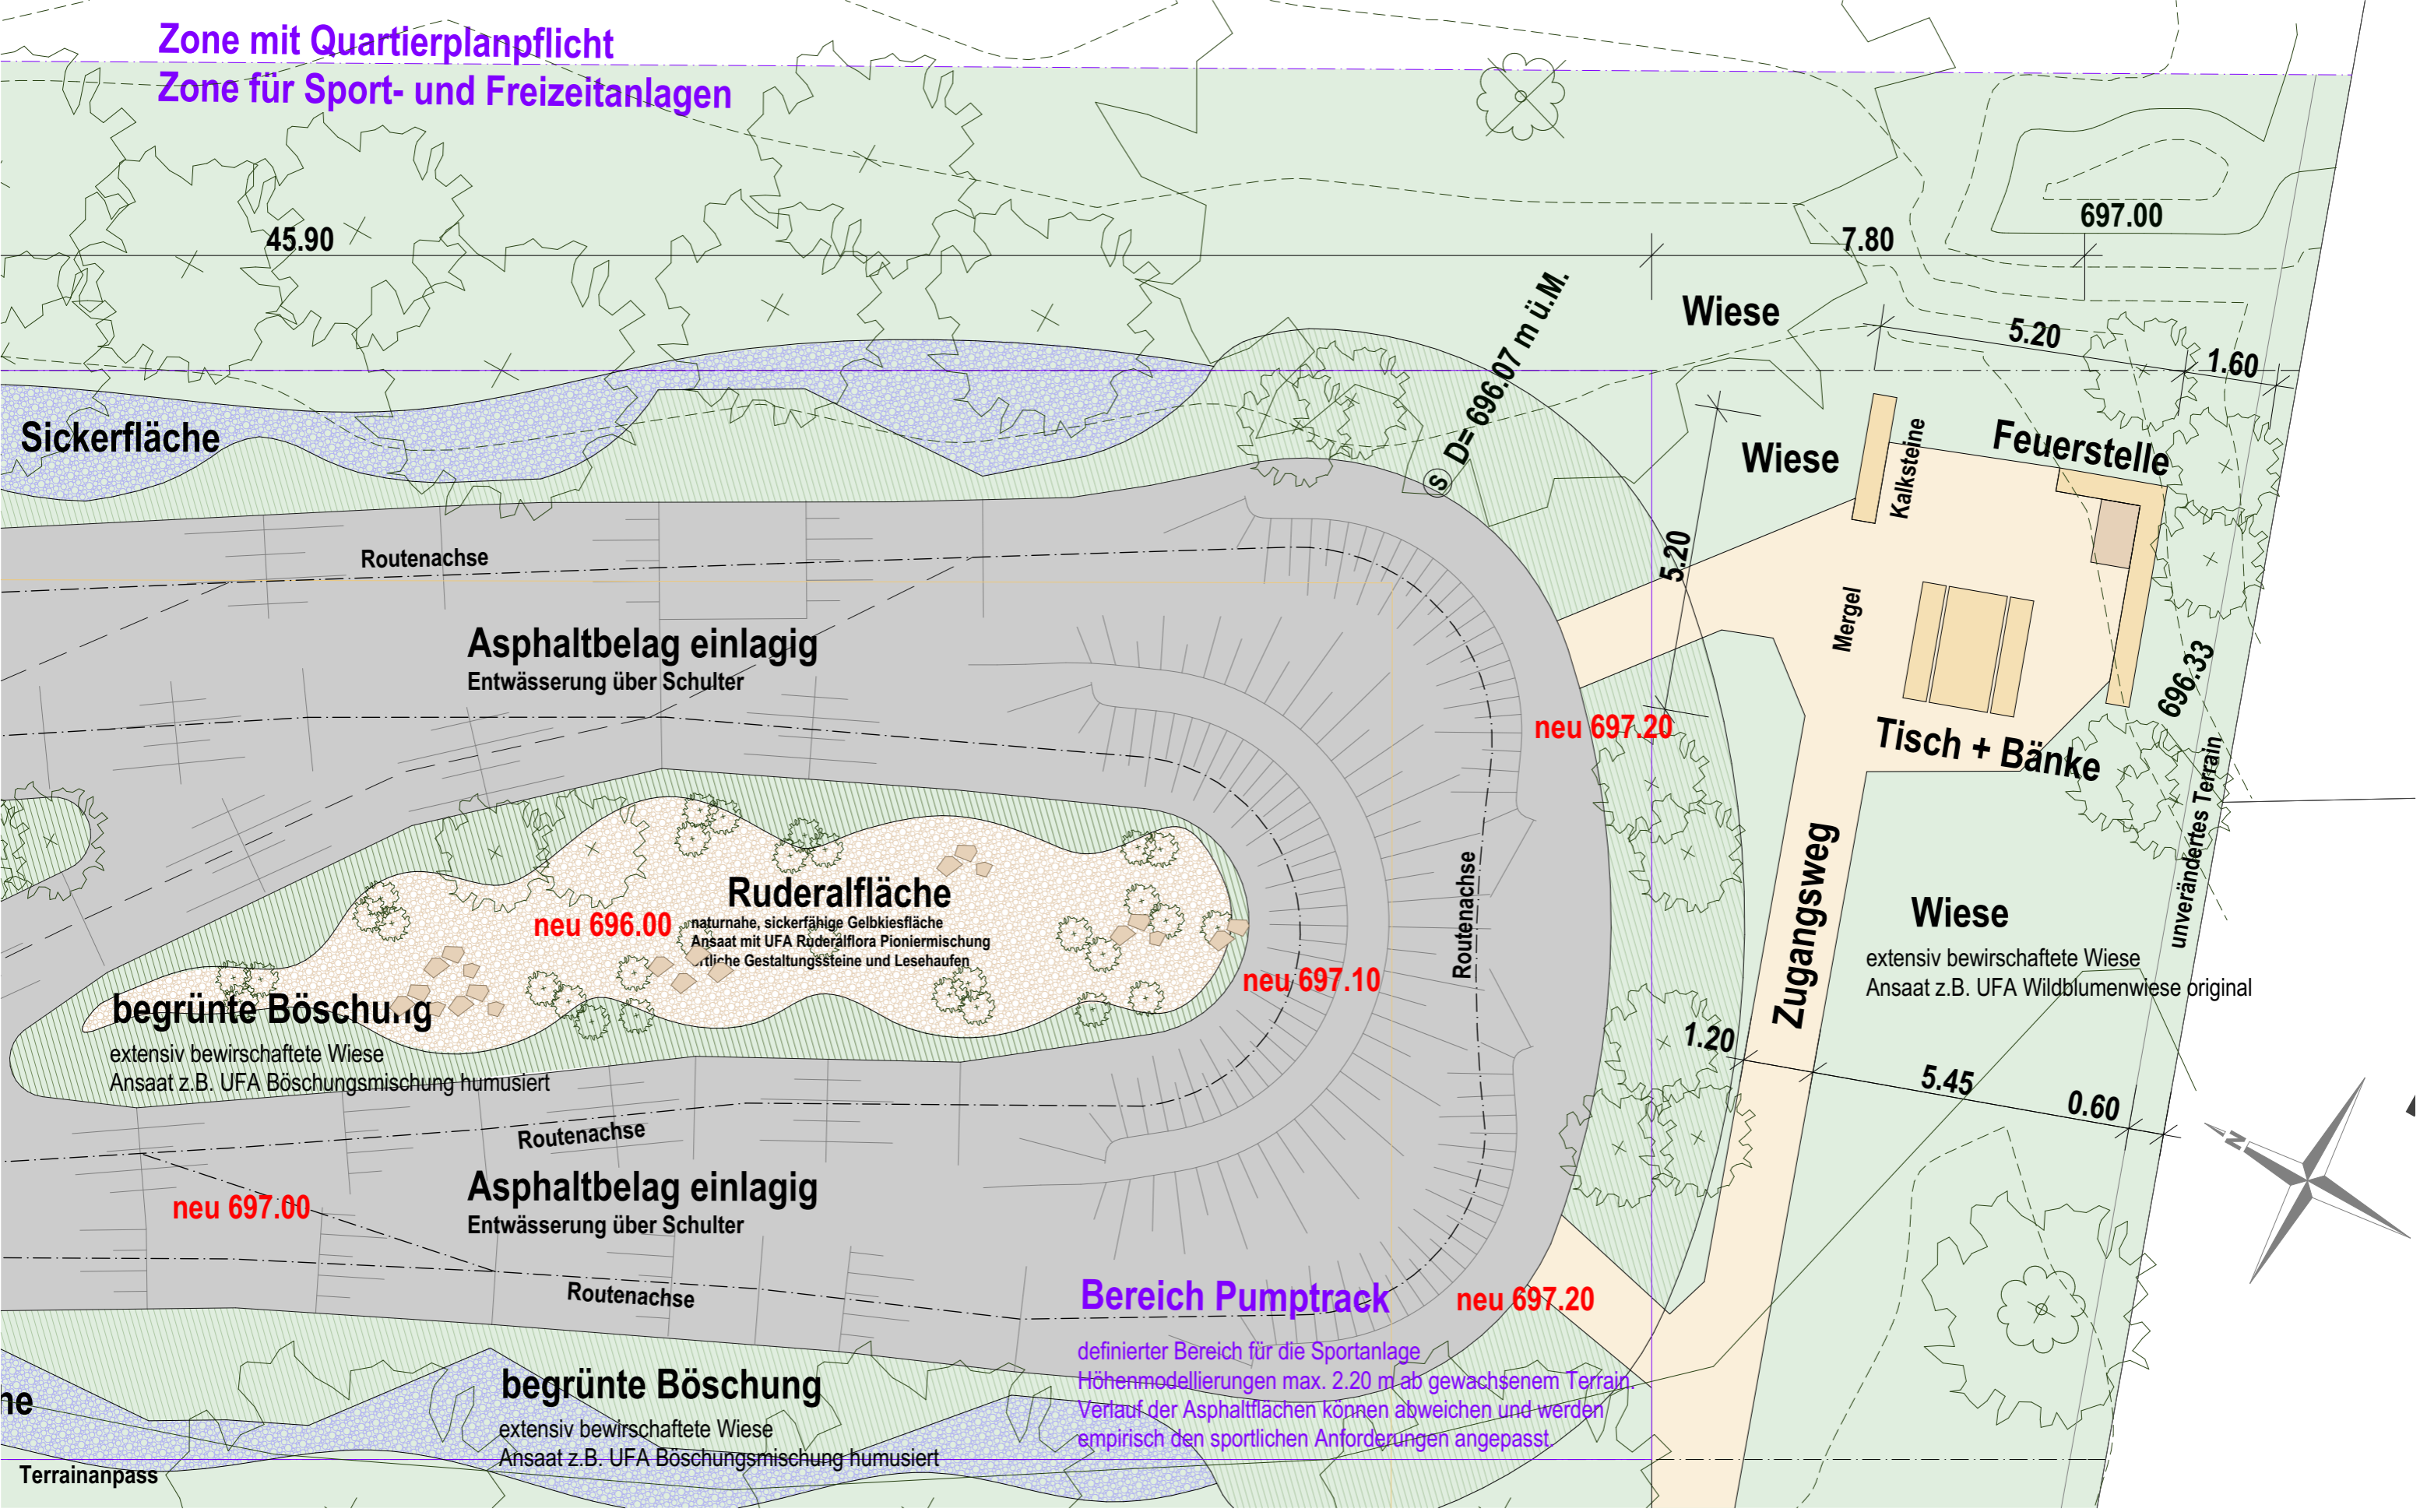 Zone mit Quartierplanpflicht
Zone für Sport- und Freizeitanlagen
45.90
7.80
697.00
Wiese
5.20
1.60
D= 696.07 m ü.M.
S
Sickerfläche
Wiese
Kalksteine
Feuerstelle
Routenachse
5.20
Mergel
Asphaltbelag einlagig
Entwässerung über Schulter
696.33
neu 697.20
Tisch + Bänke
unverändertes Terrain
Zugangsweg
Ruderalfläche
naturnahe, sickerfähige Gelbkiesfläche
Ansaat mit UFA Ruderalflora Pioniermischung
örtliche Gestaltungssteine und Lesehaufen
neu 696.00
Routenachse
Wiese
extensiv bewirschaftete Wiese
Ansaat z.B. UFA Wildblumenwiese original
neu 697.10
begrünte Böschung
extensiv bewirschaftete Wiese
Ansaat z.B. UFA Böschungsmischung humusiert
1.20
5.45
0.60
N
Routenachse
Asphaltbelag einlagig
Entwässerung über Schulter
neu 697.00
Routenachse
Bereich Pumptrack
neu 697.20
definierter Bereich für die Sportanlage
Höhenmodellierungen max. 2.20 m ab gewachsenem Terrain.
Verlauf der Asphaltflächen können abweichen und werden
empirisch den sportlichen Anforderungen angepasst.
begrünte Böschung
extensiv bewirschaftete Wiese
Ansaat z.B. UFA Böschungsmischung humusiert
he
Terrainanpass